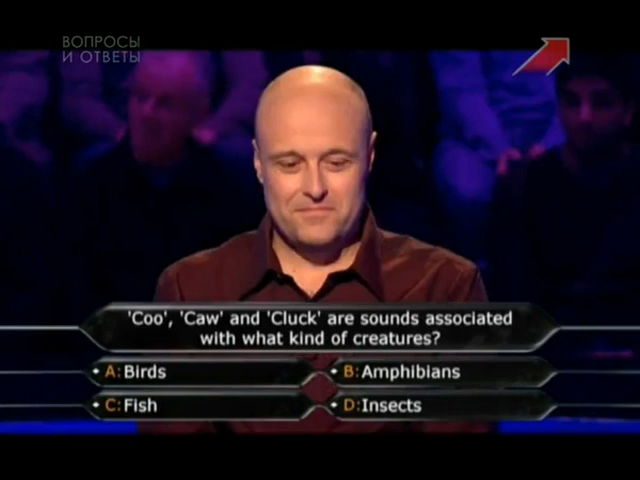 ВОПРОСЫ
И ОТВЕТЫ
'Coo', 'Caw' and 'Cluck' are sounds associated
with what kind of creatures?
A: Birds
B: Amphibians
C: Fish
D: Insects